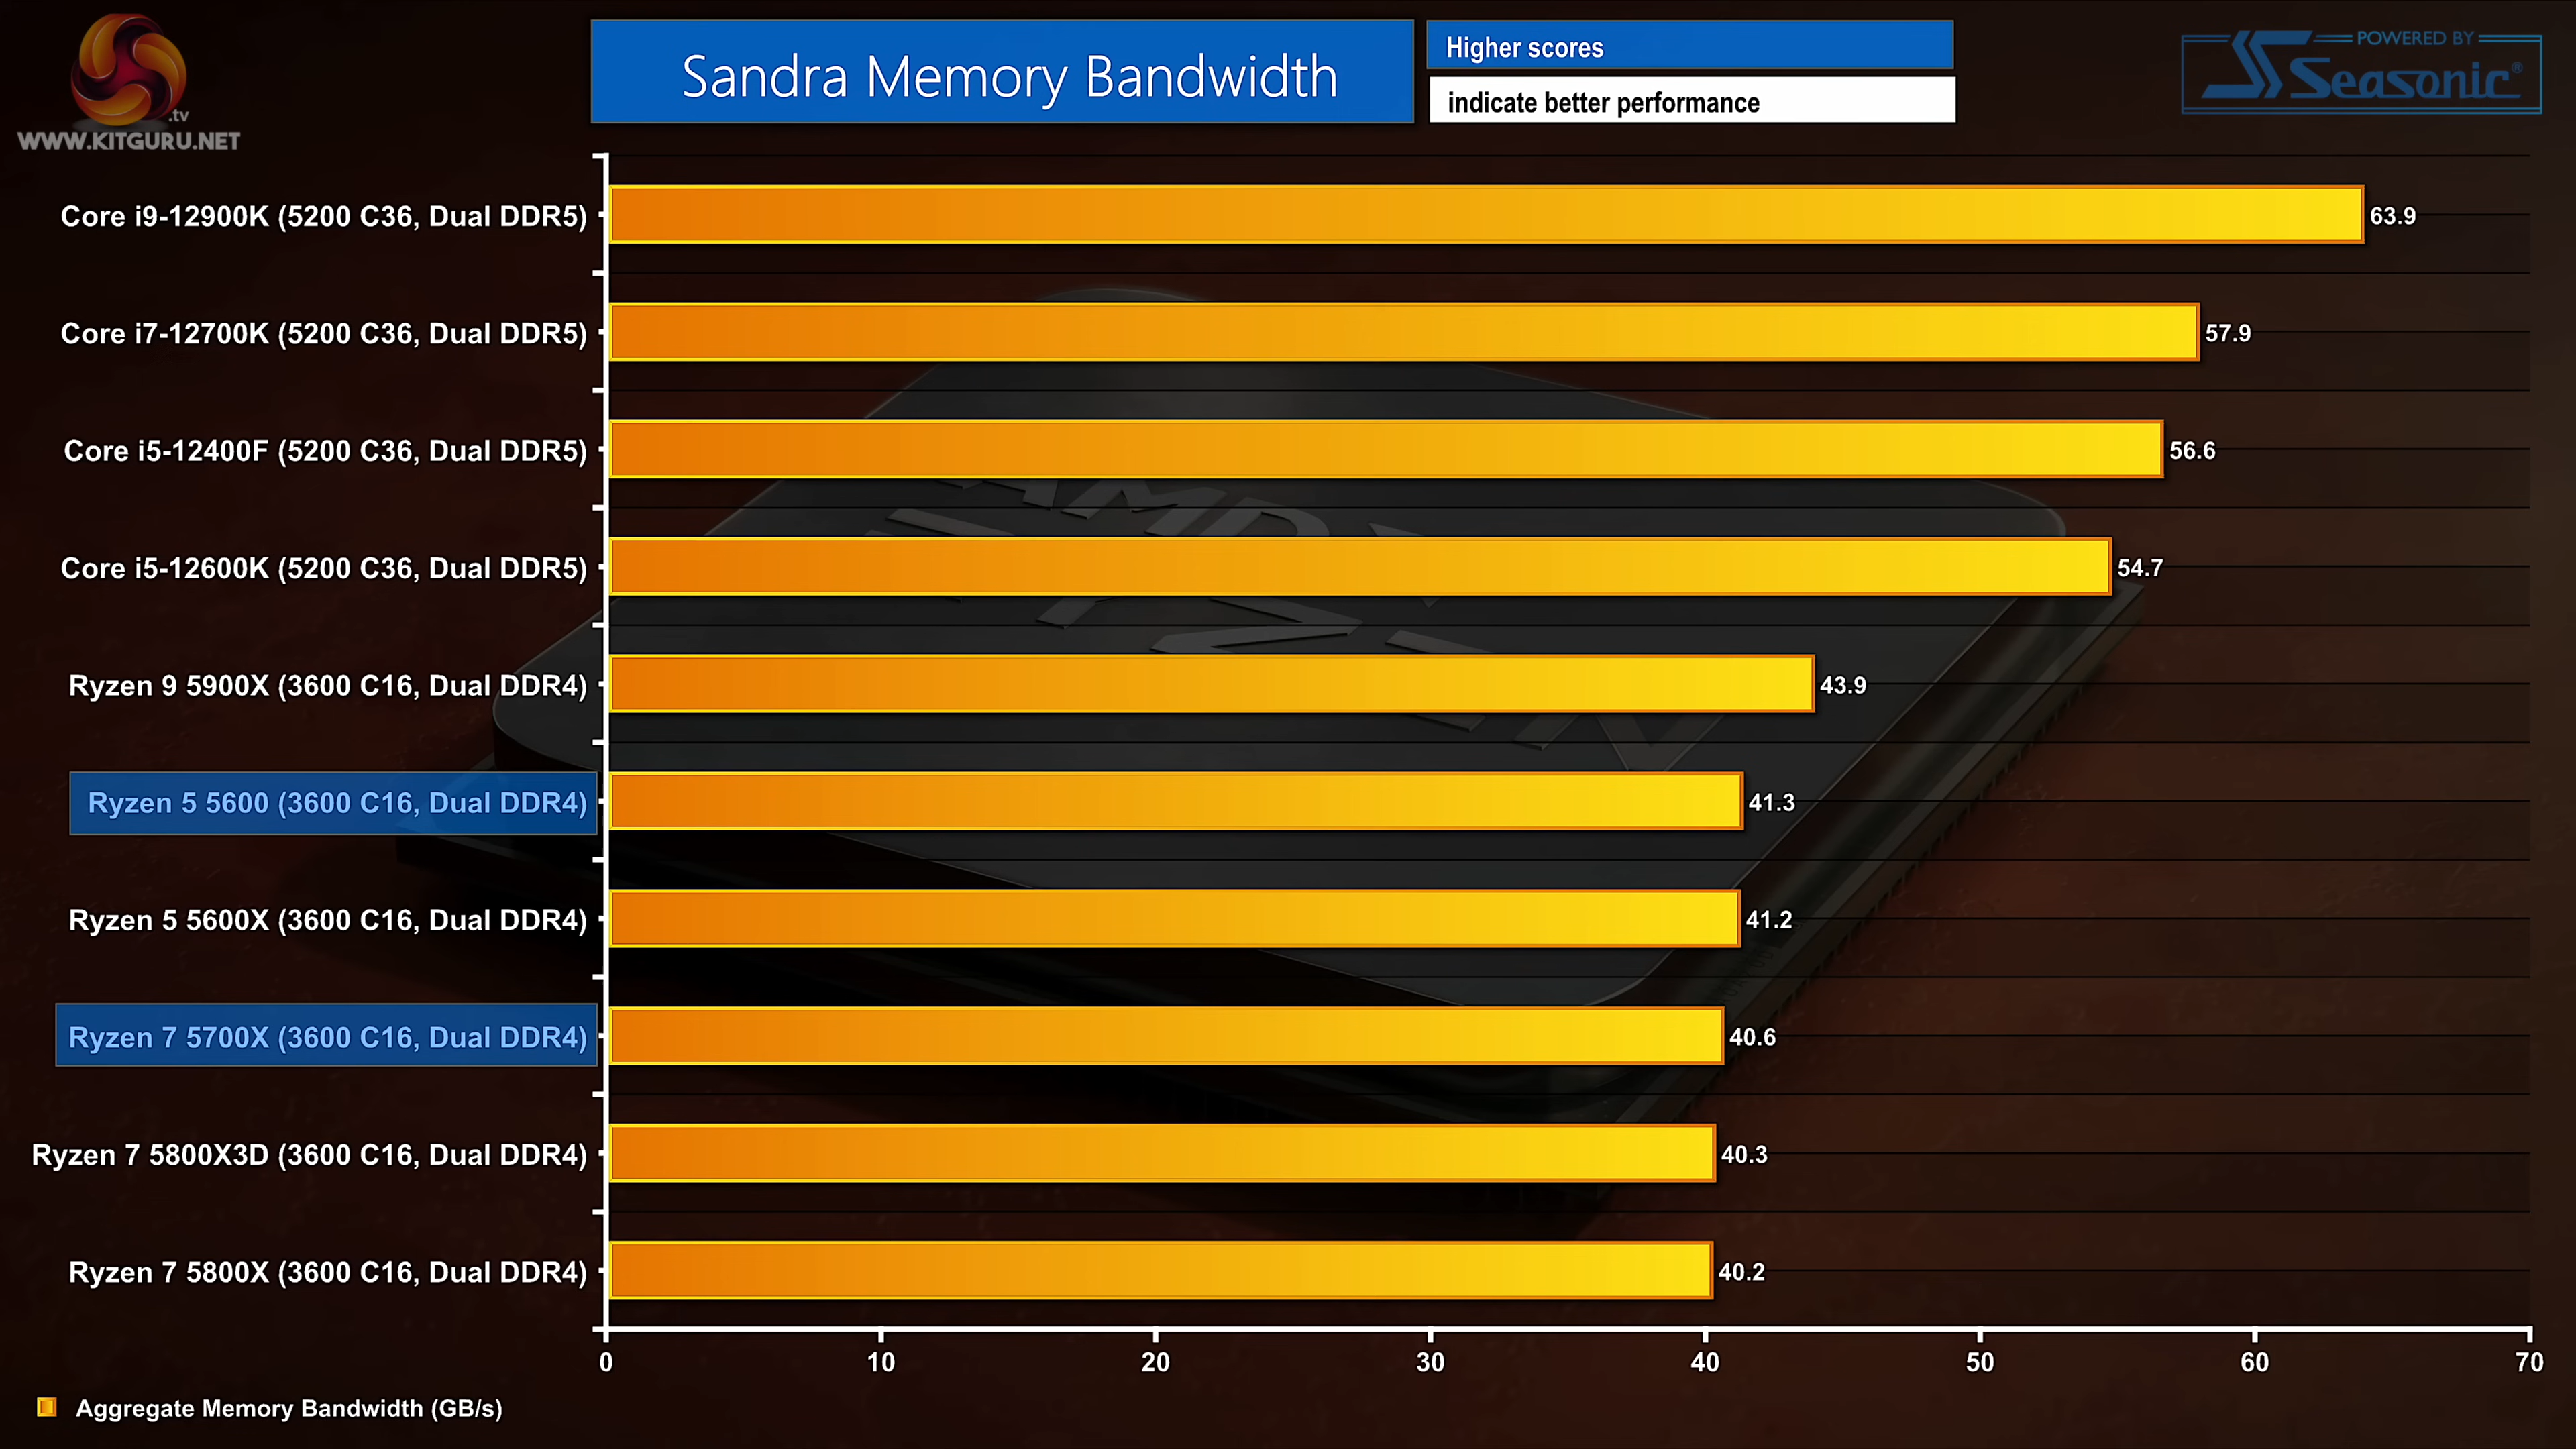 .tv
WWW.KITGURU.NET
Sandra Memory Bandwidth
Higher scores
indicate better performance
POWERED BY
Seasonic®
Core i9-12900K (5200 C36, Dual DDR5)
63.9
Core i7-12700K (5200 C36, Dual DDR5)
57.9
Core i5-12400F (5200 C36, Dual DDR5)
56.6
Core i5-12600K (5200 C36, Dual DDR5)
54.7
Ryzen 9 5900X (3600 C16, Dual DDR4)
43.9
Ryzen 5 5600 (3600 C16, Dual DDR4)
41.3
Ryzen 5 5600X (3600 C16, Dual DDR4)
41.2
Ryzen 7 5700X (3600 C16, Dual DDR4)
40.6
Ryzen 7 5800X3D (3600 C16, Dual DDR4)
40.3
Ryzen 7 5800X (3600 C16, Dual DDR4)
40.2
AMD
0 10 20 30 40 50 60 70
Aggregate Memory Bandwidth (GB/s)